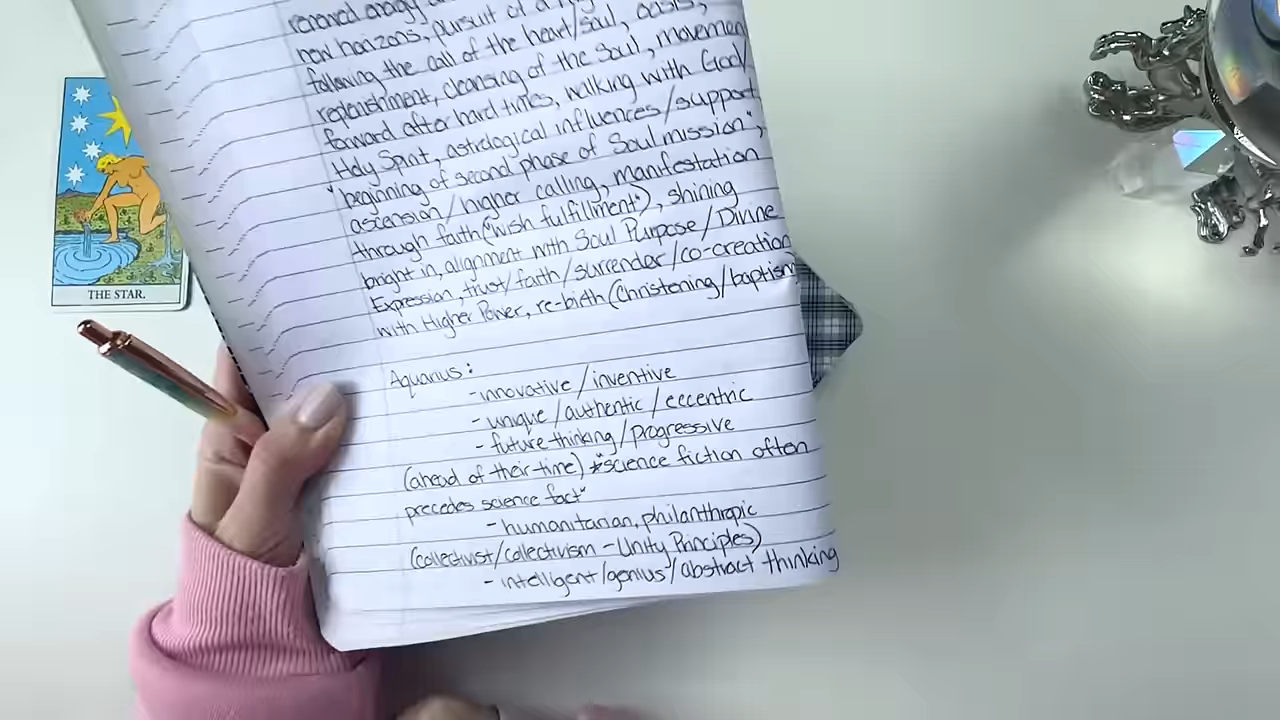 renewed energy
new horizons, pursuit of a
following the call of the heart/soul, oasis,
replenishment, cleansing of the Soul, movement
forward after hard times, walking with God/
Holy Spirit, astrological influences/support,
"beginning of second phase of Soul mission",
ascension/higher calling, manifestation
through faith ("wish fulfillment"), shining
bright in, alignment with Soul Purpose/Divine
Expression, trust/faith/surrender/co-creation
with Higher Power, re-birth (Christening/baptism)
Aquarius:
-innovative/inventive
-unique/authentic/eccentric
-future thinking/progressive
(ahead of their time) *"science fiction often
precedes science fact"
-humanitarian, philanthropic
(collectivist/collectivism -Unity Principles)
-intelligent/genius/abstract thinking
THE STAR.